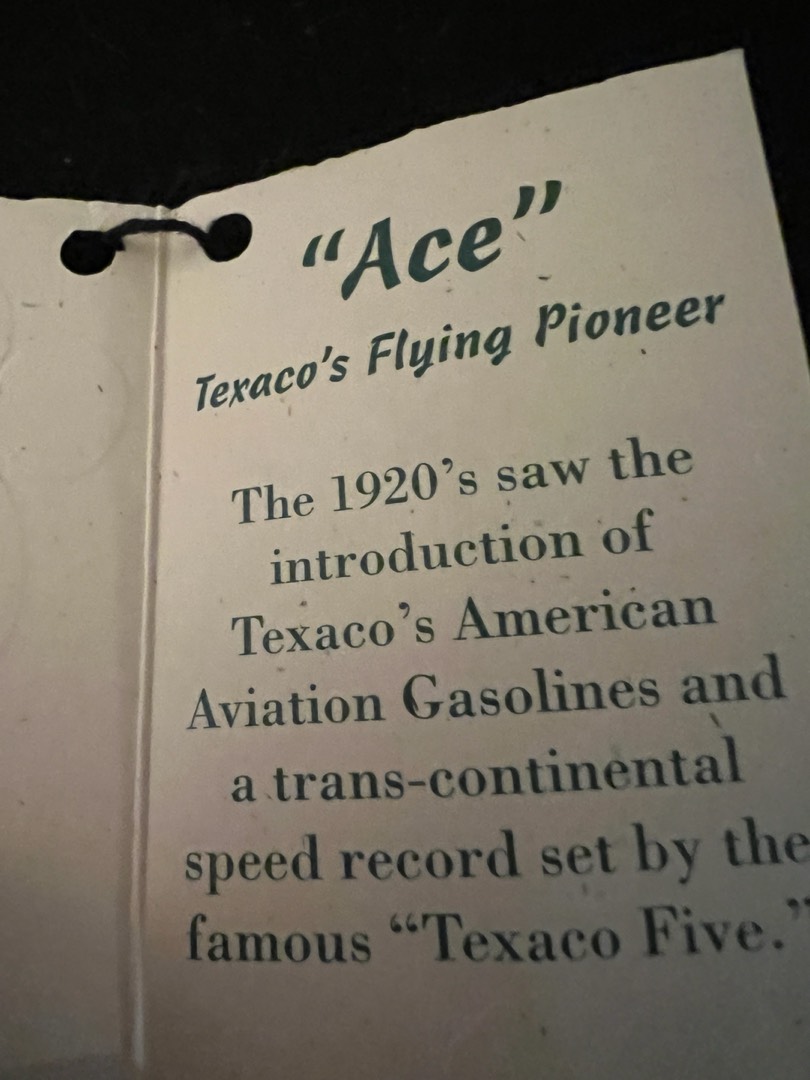 “Ace”
Texaco’s Flying Pioneer
The 1920’s saw the
introduction of
Texaco’s American
Aviation Gasolines and
a trans-continental
speed record set by the
famous “Texaco Five.”